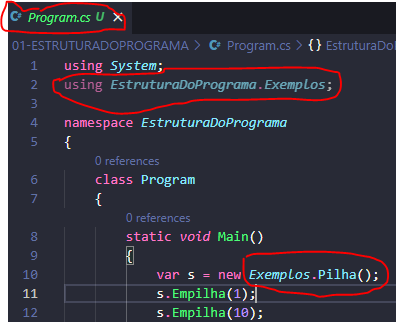 Program.cs U
01-ESTRUTURADOPROGRAMA > Program.cs > {} EstruturaDoP
1 using System;
2 using EstruturaDoPrograma.Exemplos;
3
4 namespace EstruturaDoPrograma
5 {
0 references
6 class Program
7 {
0 references
8 static void Main()
9 {
10 var s = new Exemplos.Pilha();
11 s.Empilha(1);
12 s.Empilha(10);